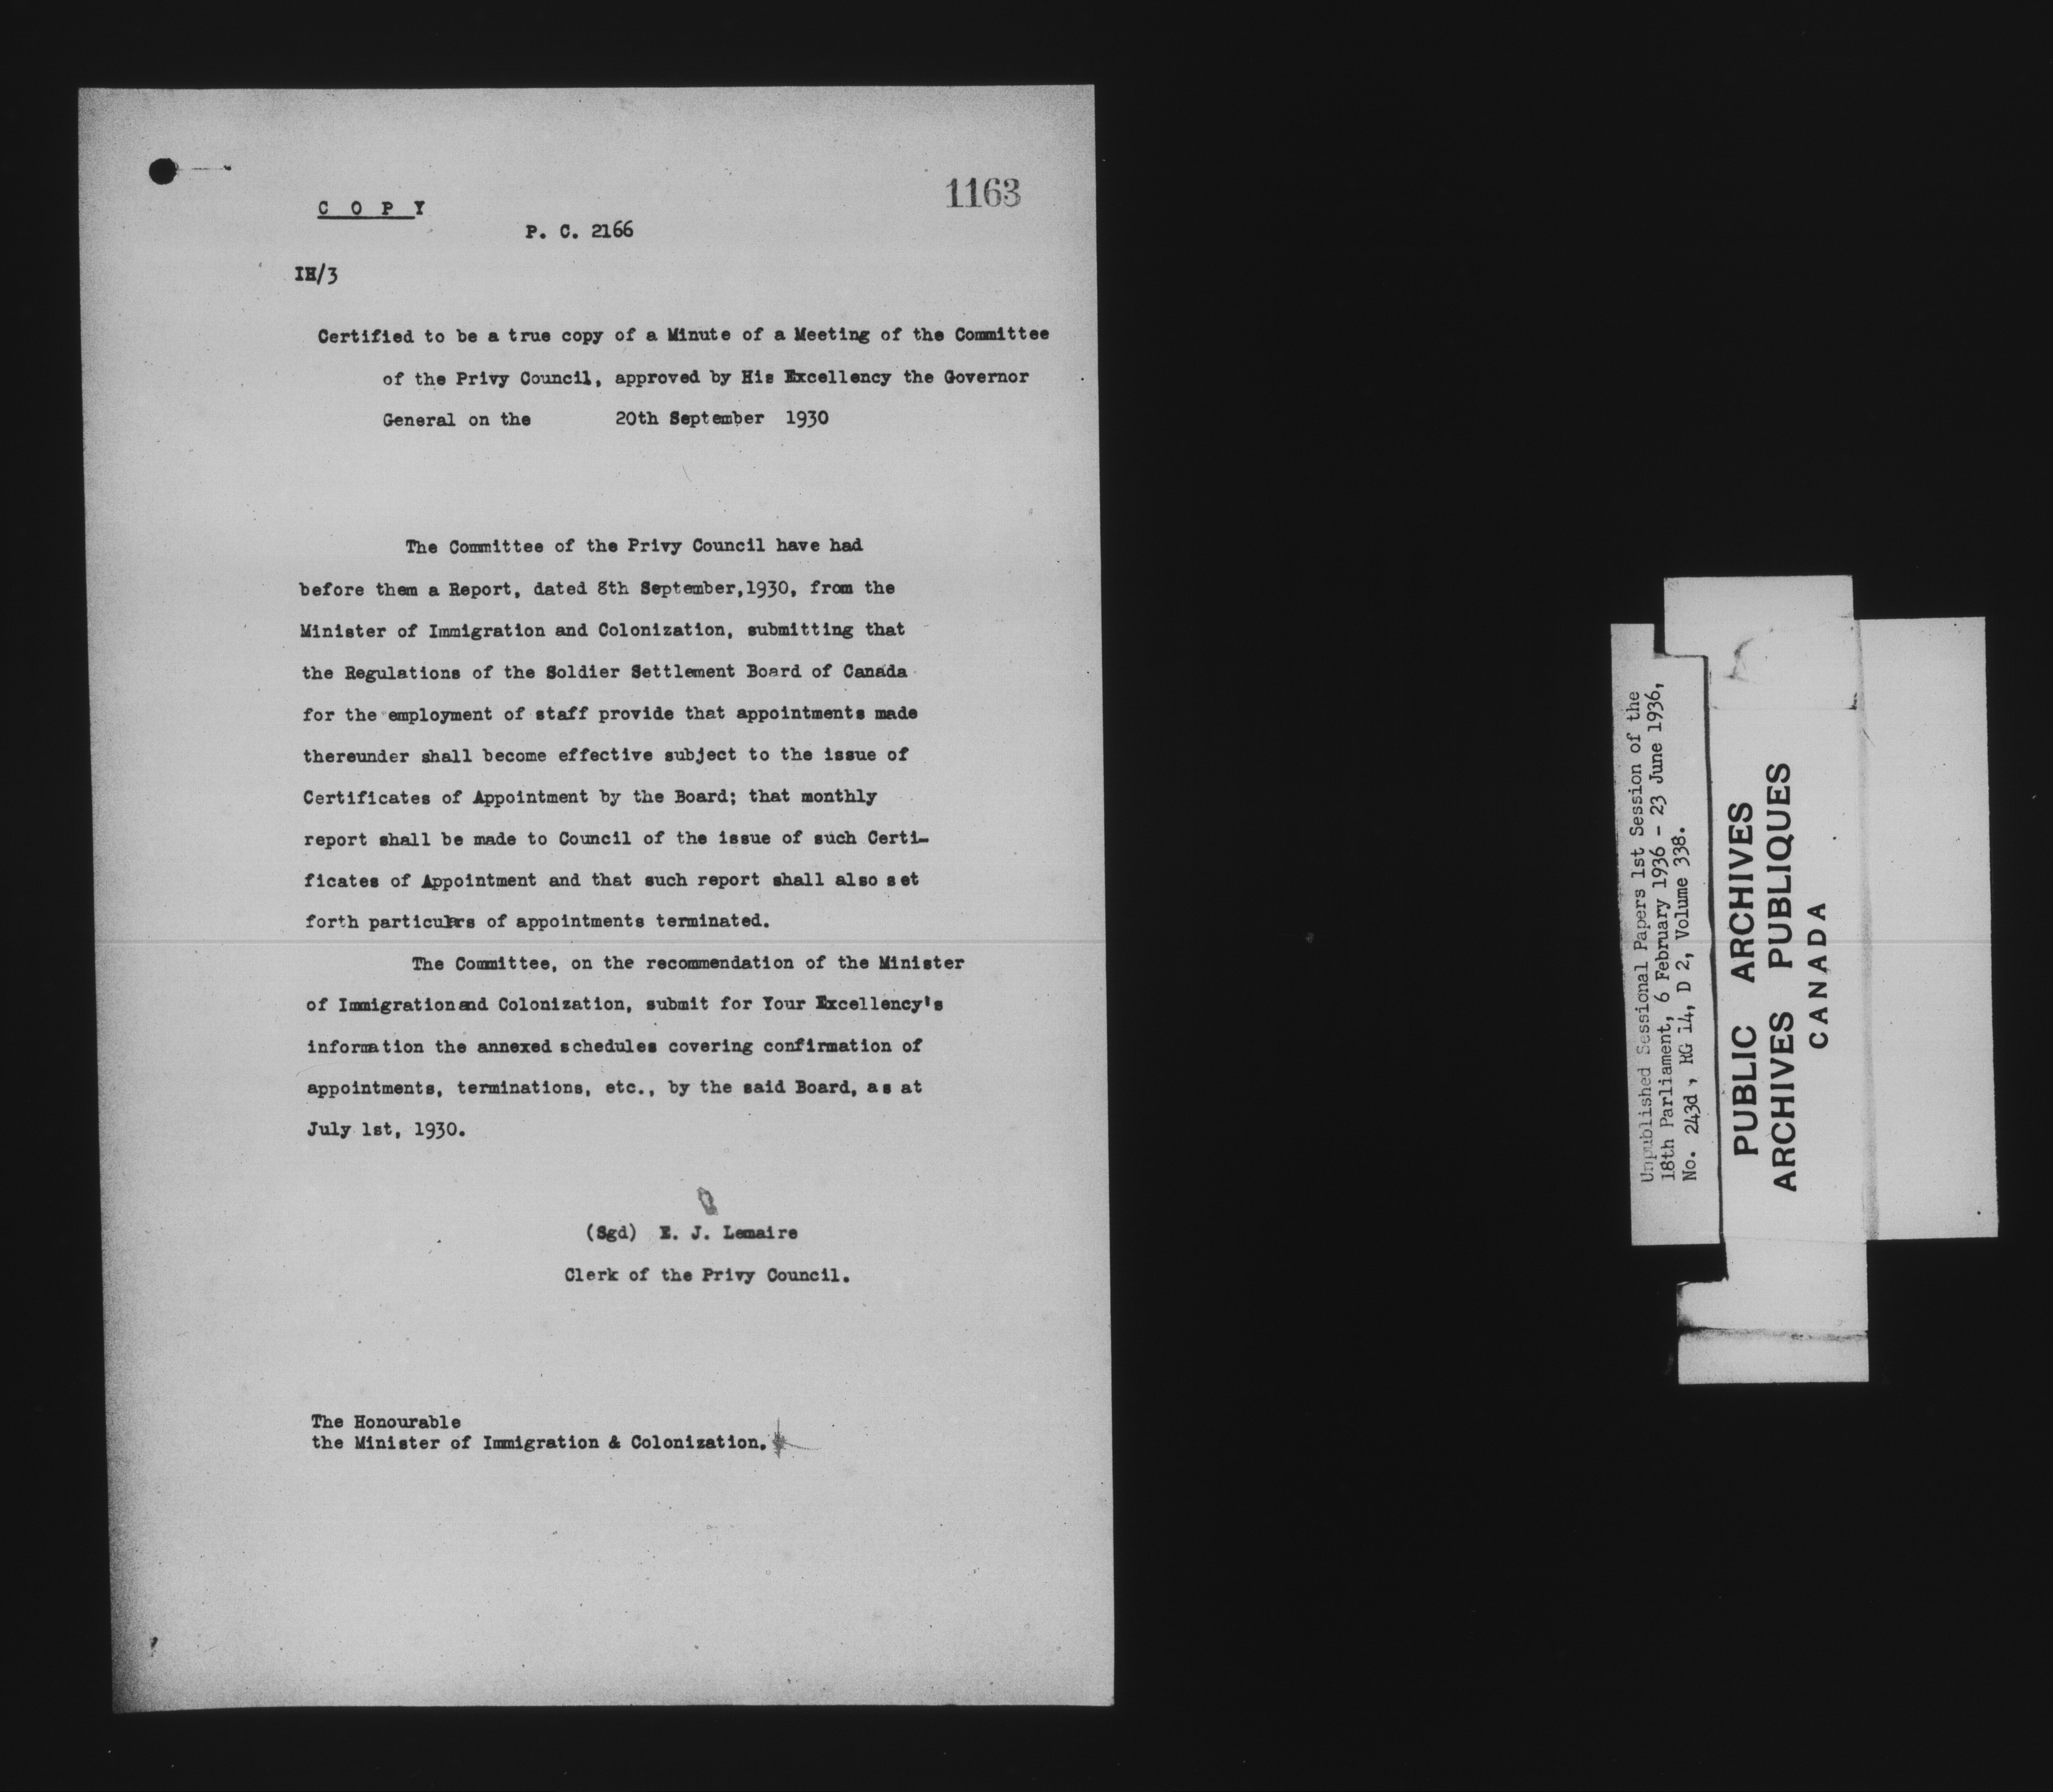 1163
C O P Y
P. C. 2166
IH/3
Certified to be a true copy of a Minute of a Meeting of the Committee
of the Privy Council, approved by His Excellency the Governor
General on the 20th September 1930
The Committee of the Privy Council have had
before them a Report, dated 8th September,1930, from the
Minister of Immigration and Colonization, submitting that
the Regulations of the Soldier Settlement Board of Canada
for the employment of staff provide that appointments made
thereunder shall become effective subject to the issue of
Certificates of Appointment by the Board; that monthly
report shall be made to Council of the issue of such Certi-
ficates of Appointment and that such report shall also set
forth particulars of appointments terminated.
The Committee, on the recommendation of the Minister
of Immigrationand Colonization, submit for Your Excellency's
information the annexed schedules covering confirmation of
appointments, terminations, etc., by the said Board, as at
July 1st, 1930.
(Sgd) E. J. Lemaire
Clerk of the Privy Council.
The Honourable
the Minister of Immigration & Colonization.
Unpublished Sessional Papers 1st Session of the
18th Parliament, 6 February 1936 - 23 June 1936,
No. 243d, RG 14, D 2, Volume 338.
PUBLIC ARCHIVES
ARCHIVES PUBLIQUES
CANADA